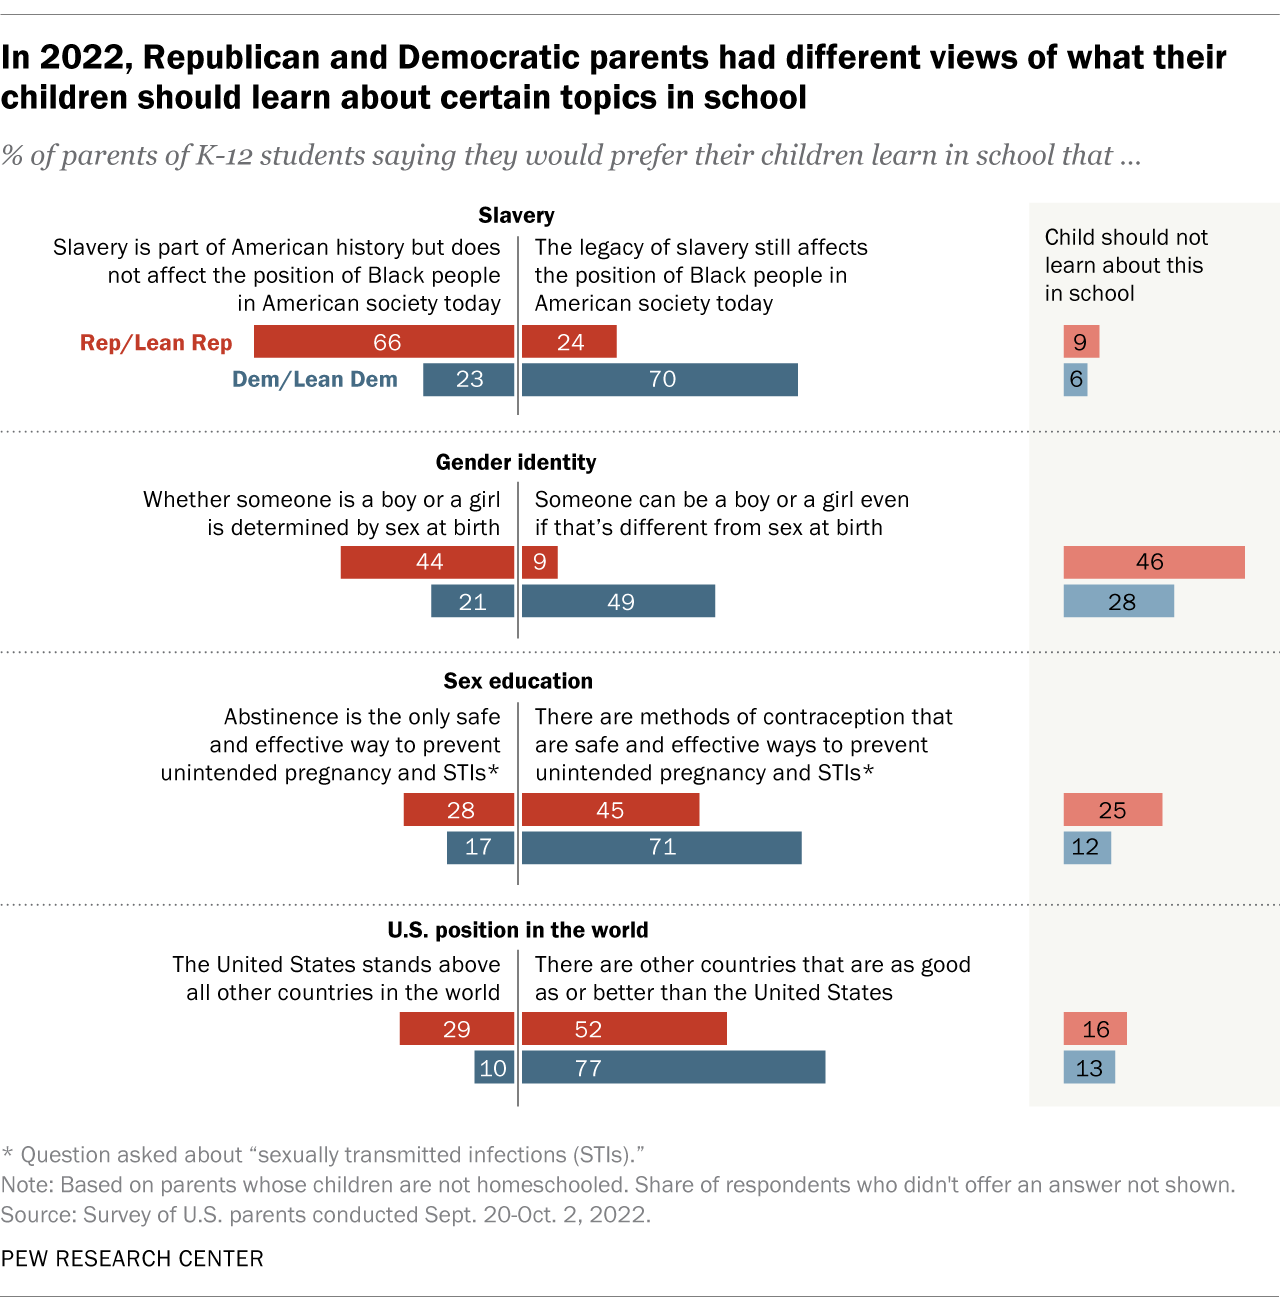 In 2022, Republican and Democratic parents had different views of what their
children should learn about certain topics in school
% of parents of K-12 students saying they would prefer their children learn in school that ...
Slavery
Slavery is part of American history but does
not affect the position of Black people
in American society today
The legacy of slavery still affects
the position of Black people in
American society today
Child should not
learn about this
in school
Rep/Lean Rep 66 24 9
Dem/Lean Dem 23 70 6
Gender identity
Whether someone is a boy or a girl
is determined by sex at birth
Someone can be a boy or a girl even
if that’s different from sex at birth
44 9 46
21 49 28
Sex education
Abstinence is the only safe
and effective way to prevent
unintended pregnancy and STIs*
There are methods of contraception that
are safe and effective ways to prevent
unintended pregnancy and STIs*
28 45 25
17 71 12
U.S. position in the world
The United States stands above
all other countries in the world
There are other countries that are as good
as or better than the United States
29 52 16
10 77 13
* Question asked about “sexually transmitted infections (STIs).”
Note: Based on parents whose children are not homeschooled. Share of respondents who didn't offer an answer not shown.
Source: Survey of U.S. parents conducted Sept. 20-Oct. 2, 2022.
PEW RESEARCH CENTER